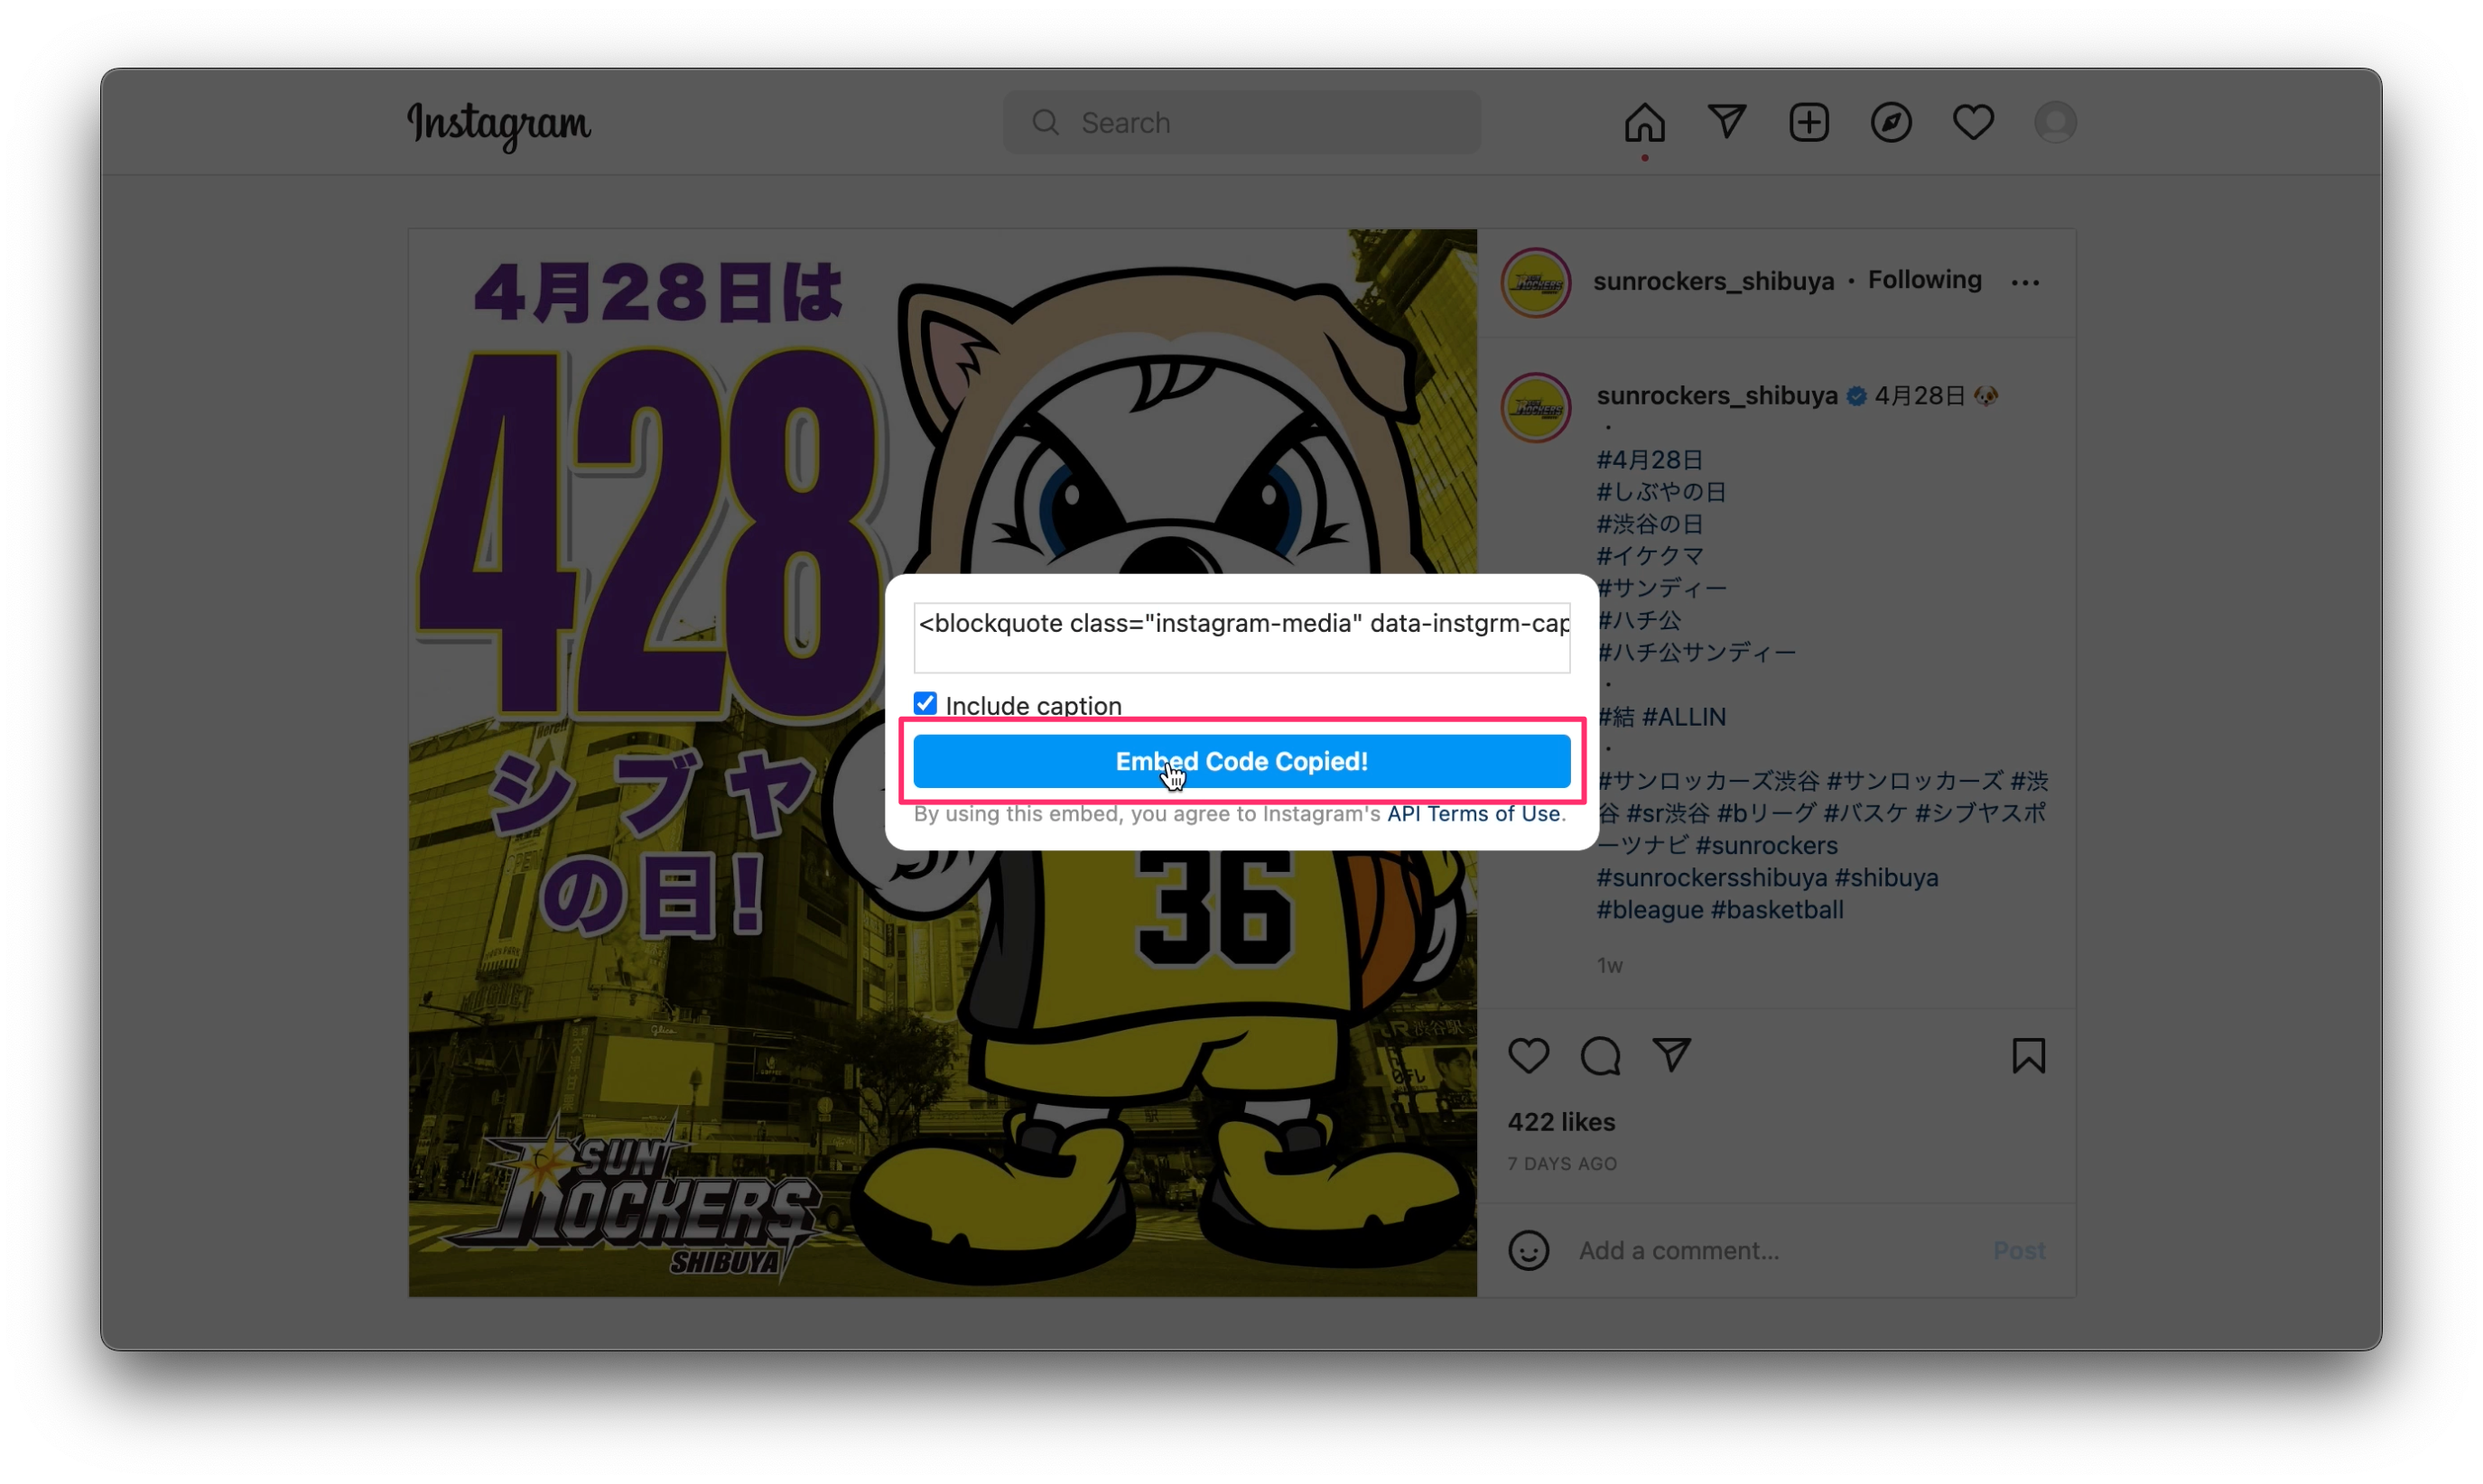 Instagram
Search
4月28日は
428
シブヤ
の日!
36
SUN
ROCKERS
SHIBUYA
Glico
sunrockers_shibuya • Following
sunrockers_shibuya 4月28日
.
#4月28日
#しぶやの日
#渋谷の日
#イケクマ
#サンディー
#ハチ公
#ハチ公サンディー
.
#結 #ALLIN
.
#サンロッカーズ渋谷 #サンロッカーズ #渋
谷 #sr渋谷 #bリーグ #バスケ #シブヤスポ
ーツナビ #sunrockers
#sunrockersshibuya #shibuya
#bleague #basketball
1w
422 likes
7 DAYS AGO
Add a comment...
Post
<blockquote class="instagram-media" data-instgrm-cap
Include caption
Embed Code Copied!
By using this embed, you agree to Instagram's API Terms of Use.